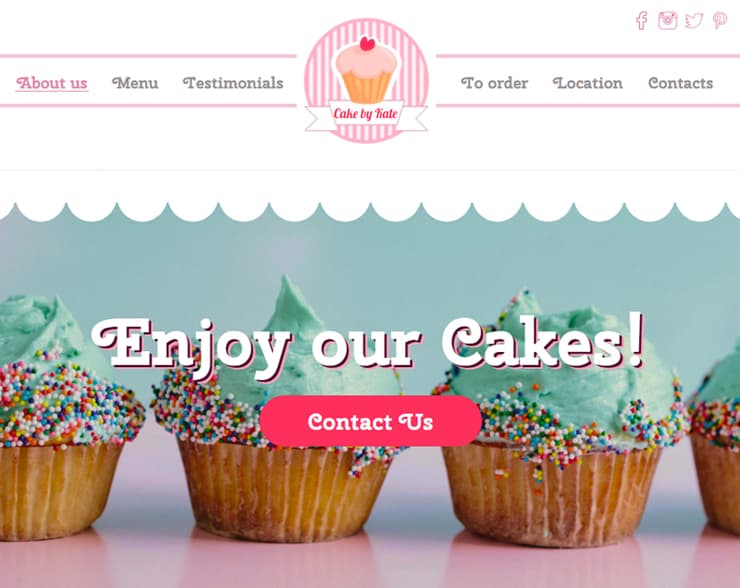 About us Menu Testimonials To order Location Contacts
Cake by Kate
Enjoy our Cakes!
Contact Us